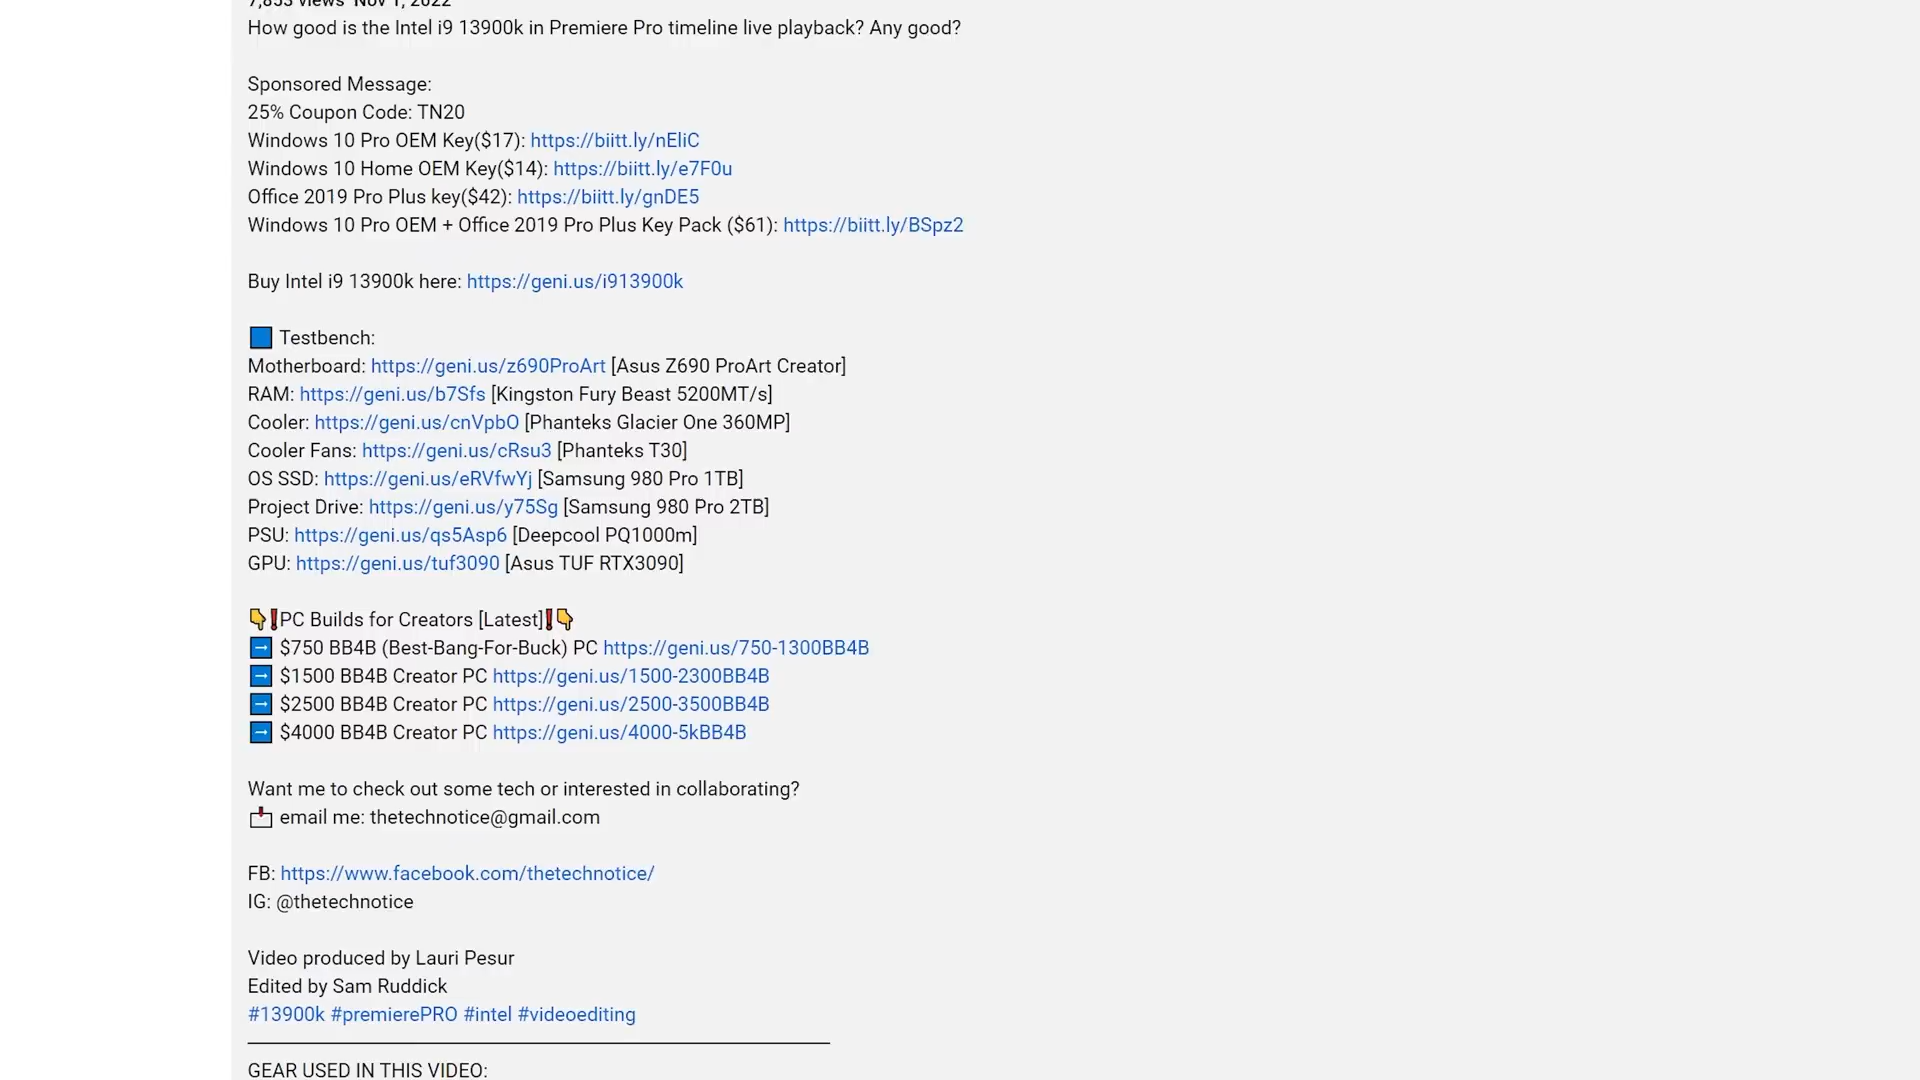 7,853 views Nov 1, 2022
How good is the Intel i9 13900k in Premiere Pro timeline live playback? Any good?
Sponsored Message:
25% Coupon Code: TN20
Windows 10 Pro OEM Key($17): https://biitt.ly/nEliC
Windows 10 Home OEM Key($14): https://biitt.ly/e7F0u
Office 2019 Pro Plus key($42): https://biitt.ly/gnDE5
Windows 10 Pro OEM + Office 2019 Pro Plus Key Pack ($61): https://biitt.ly/BSpz2
Buy Intel i9 13900k here: https://geni.us/i913900k
🟦 Testbench:
Motherboard: https://geni.us/z690ProArt [Asus Z690 ProArt Creator]
RAM: https://geni.us/b7Sfs [Kingston Fury Beast 5200MT/s]
Cooler: https://geni.us/cnVpbO [Phanteks Glacier One 360MP]
Cooler Fans: https://geni.us/cRsu3 [Phanteks T30]
OS SSD: https://geni.us/eRVfwYj [Samsung 980 Pro 1TB]
Project Drive: https://geni.us/y75Sg [Samsung 980 Pro 2TB]
PSU: https://geni.us/qs5Asp6 [Deepcool PQ1000m]
GPU: https://geni.us/tuf3090 [Asus TUF RTX3090]
👇❗PC Builds for Creators [Latest]❗👇
➡ $750 BB4B (Best-Bang-For-Buck) PC https://geni.us/750-1300BB4B
➡ $1500 BB4B Creator PC https://geni.us/1500-2300BB4B
➡ $2500 BB4B Creator PC https://geni.us/2500-3500BB4B
➡ $4000 BB4B Creator PC https://geni.us/4000-5kBB4B
Want me to check out some tech or interested in collaborating?
📩 email me: thetechnotice@gmail.com
FB: https://www.facebook.com/thetechnotice/
IG: @thetechnotice
Video produced by Lauri Pesur
Edited by Sam Ruddick
#13900k #premierePRO #intel #videoediting
GEAR USED IN THIS VIDEO: